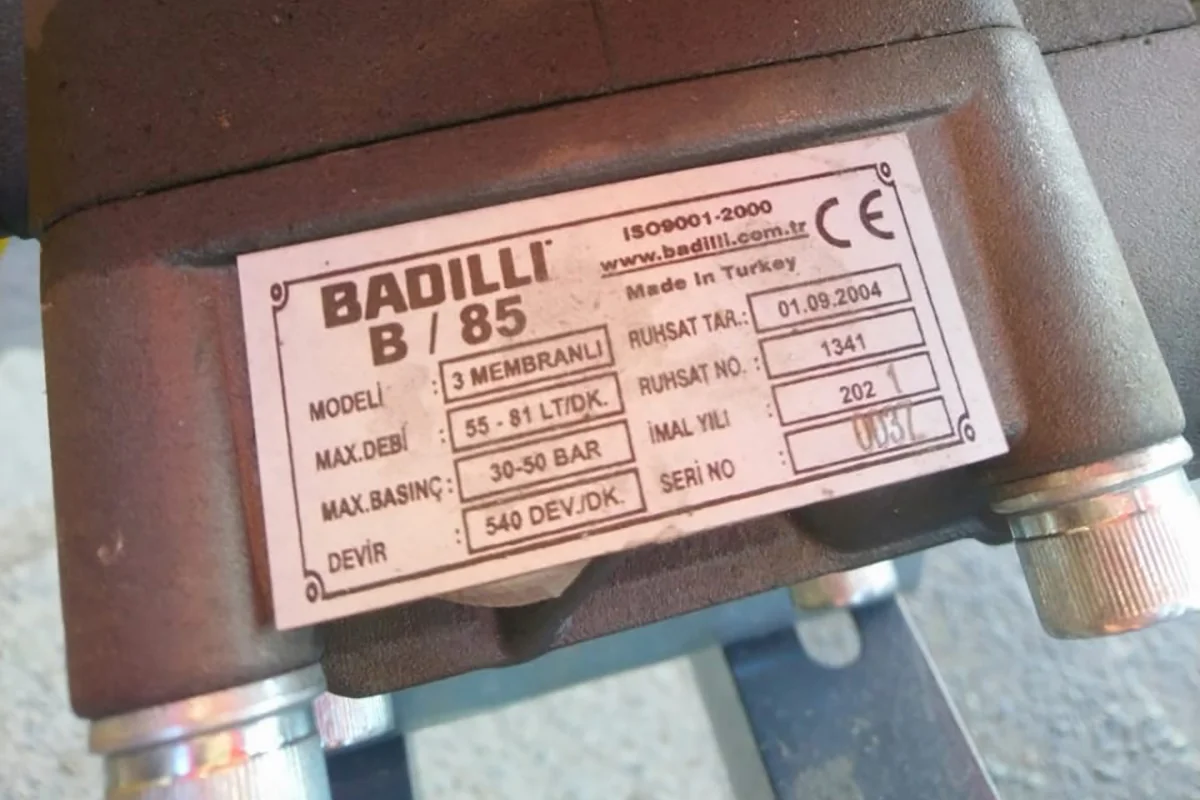 BADILLI
B / 85
ISO9001-2000
www.badilli.com.tr
CE
Made In Turkey
MODELİ : 3 MEMBRANLI
MAX.DEBİ : 55 - 81 LT/DK.
MAX.BASINÇ : 30-50 BAR
DEVİR : 540 DEV./DK.
RUHSAT TAR.: 01.09.2004
RUHSAT NO. : 1341
İMAL YILI : 2021
SERİ NO :